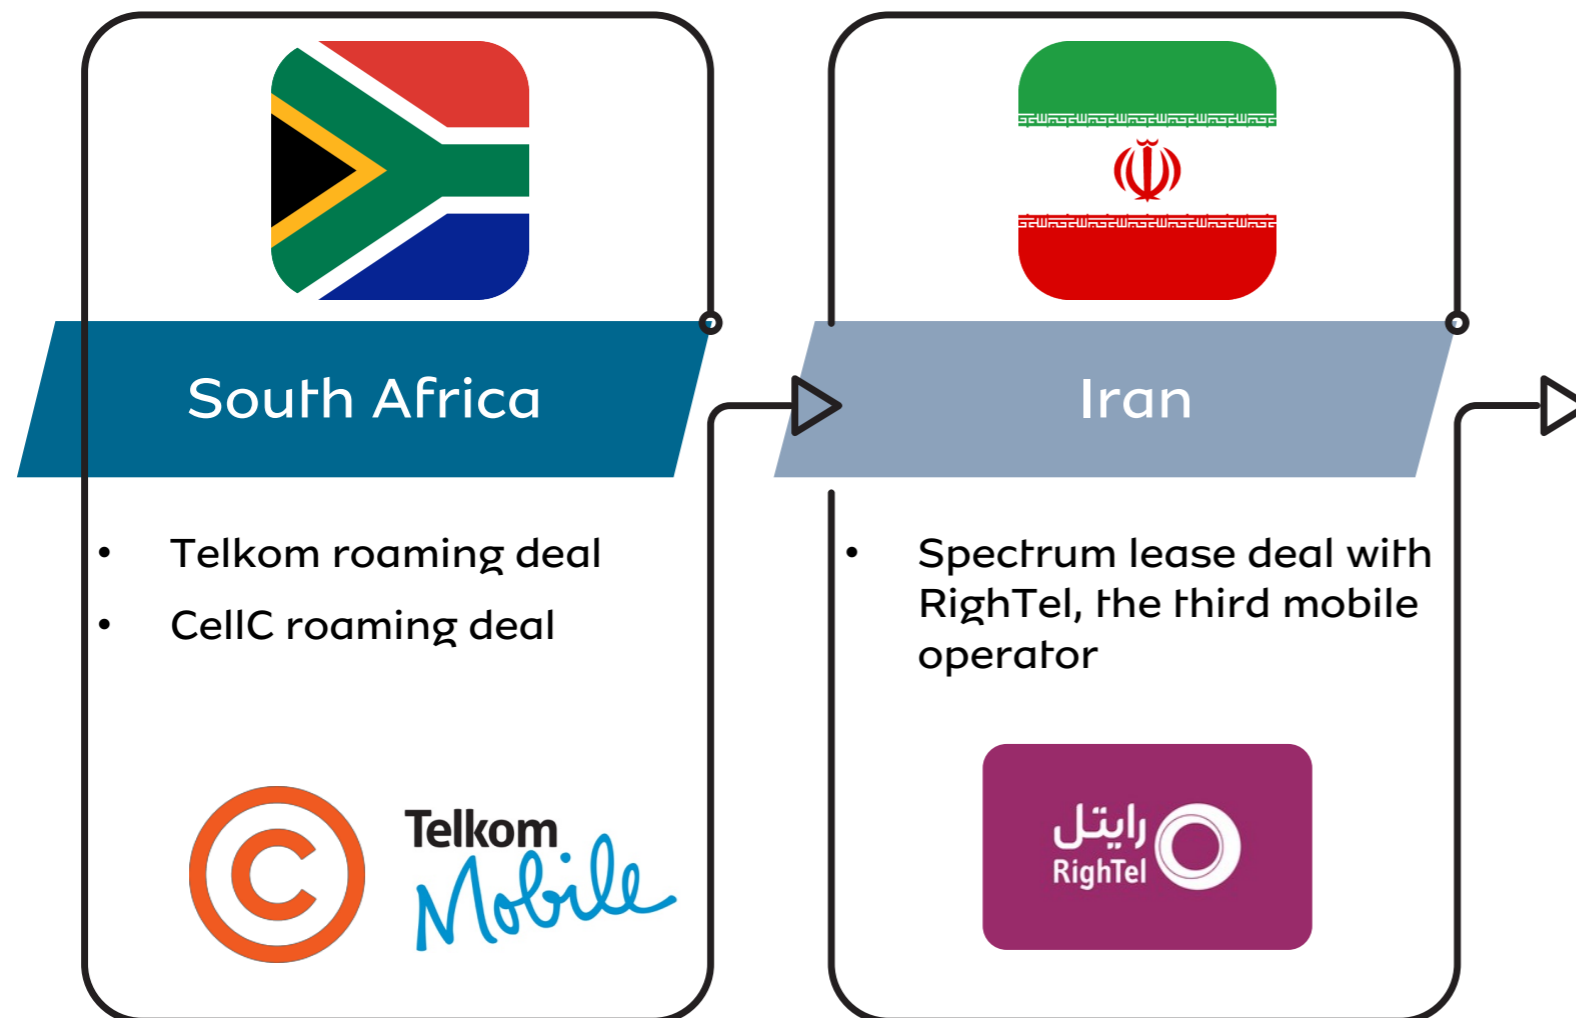 South Africa
• Telkom roaming deal
• CellC roaming deal
C
Telkom
Mobile
Iran
• Spectrum lease deal with
RighTel, the third mobile
operator
رایتل
RighTel